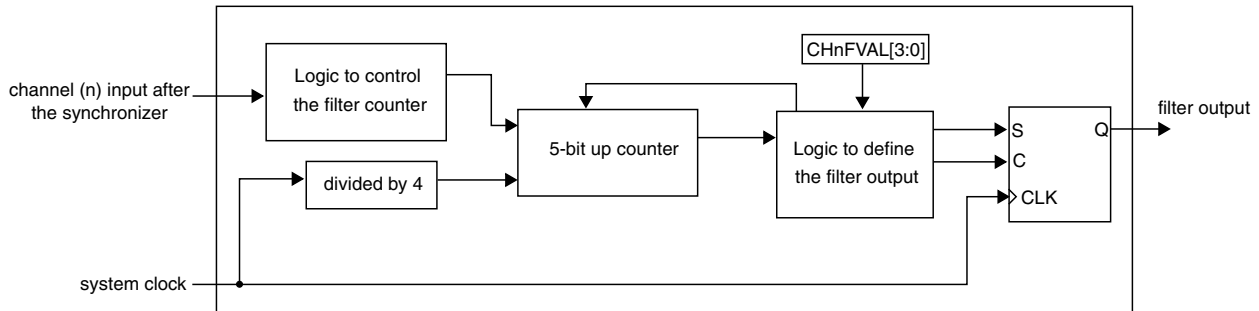 CHnFVAL[3:0]
Logic to control
the filter counter
channel (n) input after
the synchronizer
5-bit up counter
Logic to define
the filter output
S
Q
filter output
C
divided by 4
CLK
system clock